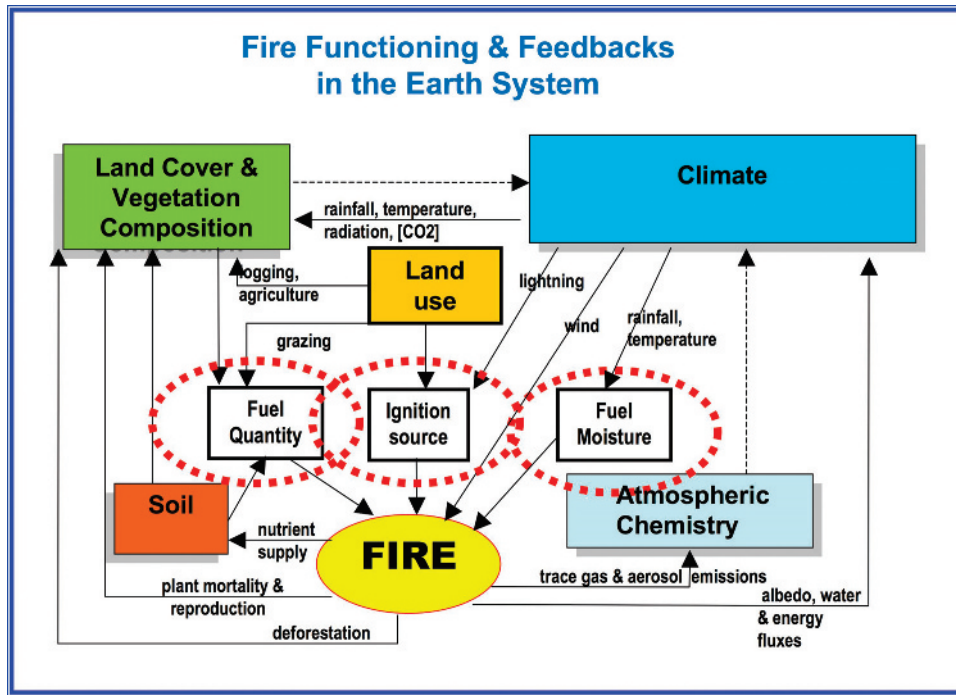 Fire Functioning & Feedbacks
in the Earth System
Land Cover &
Vegetation
Composition
Climate
rainfall, temperature,
radiation, [CO2]
Land
use
logging,
agriculture
lightning
grazing
wind
rainfall,
temperature
Fuel
Quantity
Ignition
source
Fuel
Moisture
Soil
Atmospheric
Chemistry
nutrient
supply
FIRE
trace gas & aerosol emissions
plant mortality &
reproduction
albedo, water
& energy
fluxes
deforestation